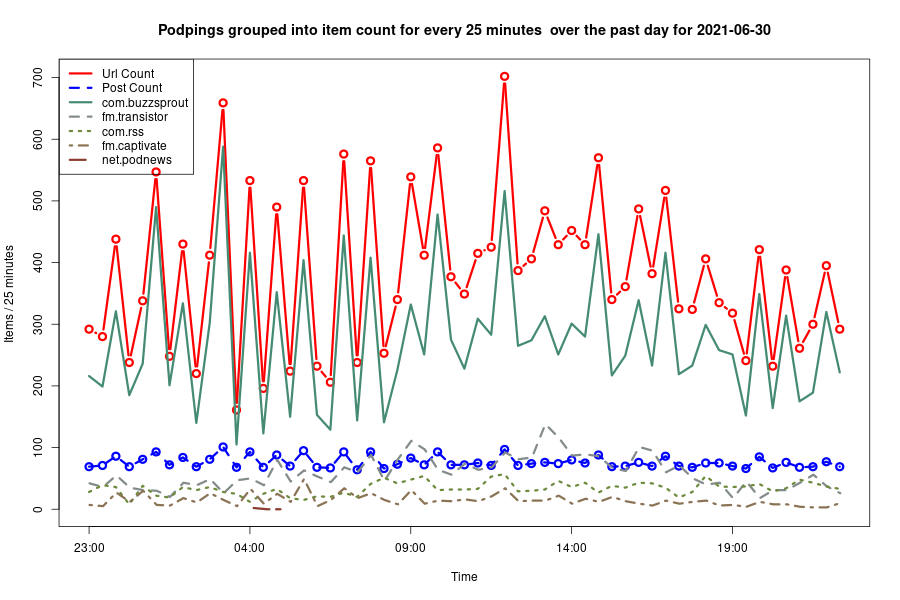 Podpings grouped into item count for every 25 minutes  over the past day for 2021-06-30
Url Count
Post Count
com.buzzsprout
fm.transistor
com.rss
fm.captivate
net.podnews
Items / 25 minutes
700
600
500
400
300
200
100
0
23:00
04:00
09:00
14:00
19:00
Time